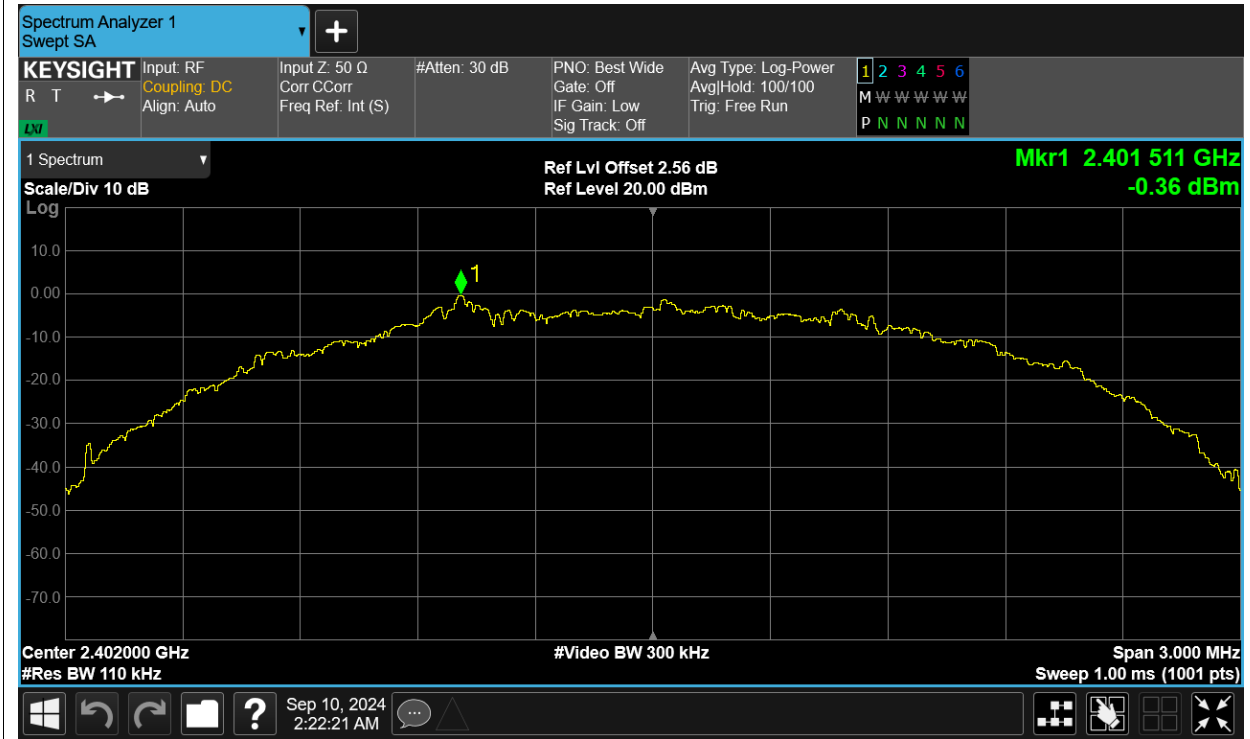 Spectrum Analyzer 1
Swept SA
+
KEYSIGHT
R T
LXI
Input: RF
Coupling: DC
Align: Auto
Input Z: 50 Ω
Corr CCorr
Freq Ref: Int (S)
#Atten: 30 dB
PNO: Best Wide
Gate: Off
IF Gain: Low
Sig Track: Off
Avg Type: Log-Power
Avg|Hold: 100/100
Trig: Free Run
1 2 3 4 5 6
M W W W W W
P N N N N N
1 Spectrum
Scale/Div 10 dB
Log
Ref Lvl Offset 2.56 dB
Ref Level 20.00 dBm
Mkr1 2.401 511 GHz
-0.36 dBm
10.0
0.00
-10.0
-20.0
-30.0
-40.0
-50.0
-60.0
-70.0
1
Center 2.402000 GHz
#Res BW 110 kHz
#Video BW 300 kHz
Span 3.000 MHz
Sweep 1.00 ms (1001 pts)
?
Sep 10, 2024
2:22:21 AM